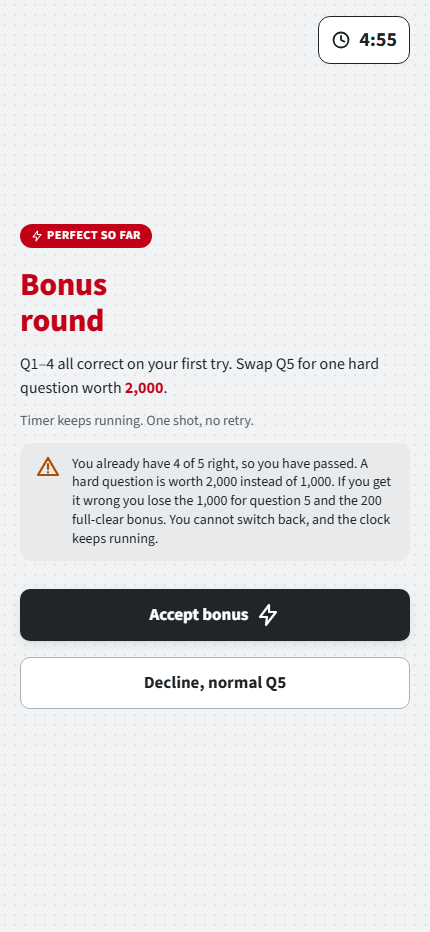 4:55
PERFECT SO FAR
Bonus
round
Q1–4 all correct on your first try. Swap Q5 for one hard
question worth 2,000.
Timer keeps running. One shot, no retry.
You already have 4 of 5 right, so you have passed. A
hard question is worth 2,000 instead of 1,000. If you get
it wrong you lose the 1,000 for question 5 and the 200
full-clear bonus. You cannot switch back, and the clock
keeps running.
Accept bonus
Decline, normal Q5